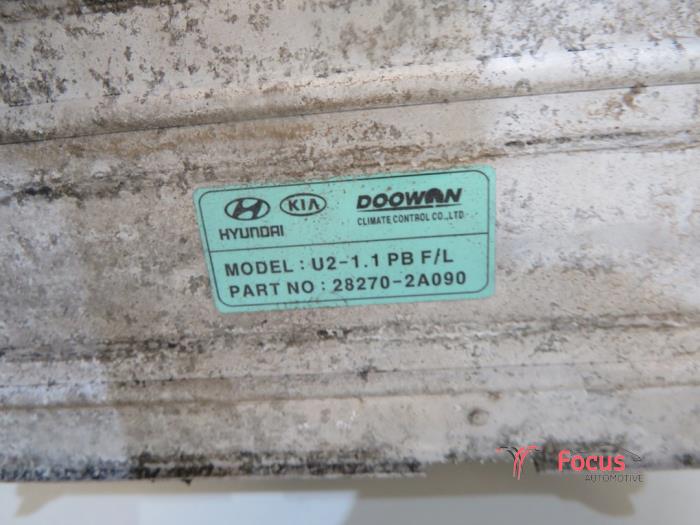 HYUNDAI KIA DOOWON
CLIMATE CONTROL CO.,LTD
MODEL : U2-1.1 PB F/L
PART NO : 28270-2A090
Focus
AUTOMOTIVE